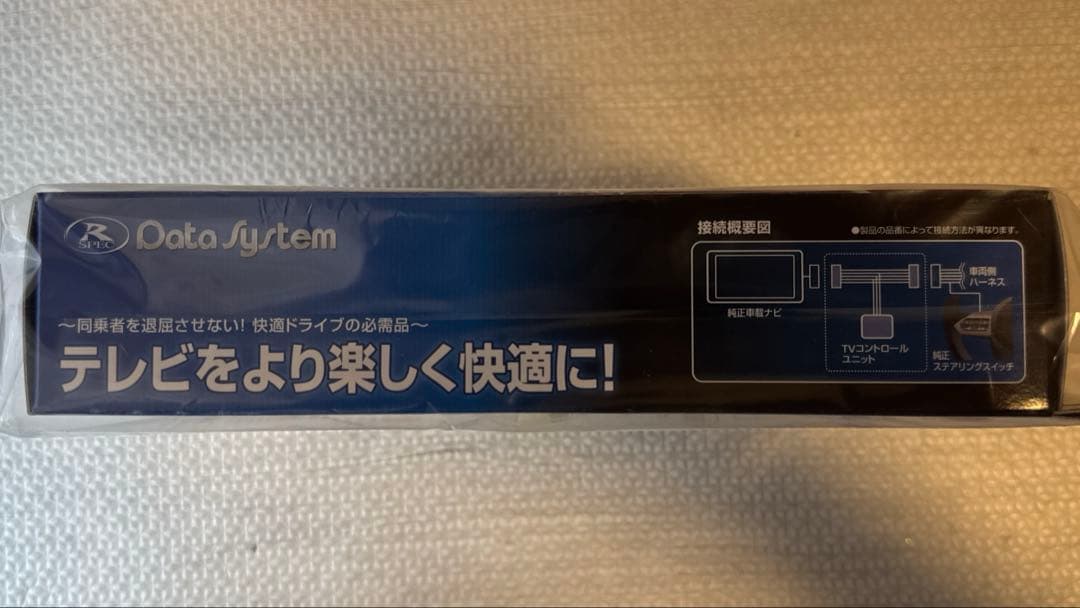 R
SPEC
Data System
〜同乗者を退屈させない！快適ドライブの必需品〜
テレビをより楽しく快適に！
接続概要図
●製品の品番によって接続方法が異なります。
純正車載ナビ
TVコントロール
ユニット
車両側
ハーネス
純正
ステアリングスイッチ